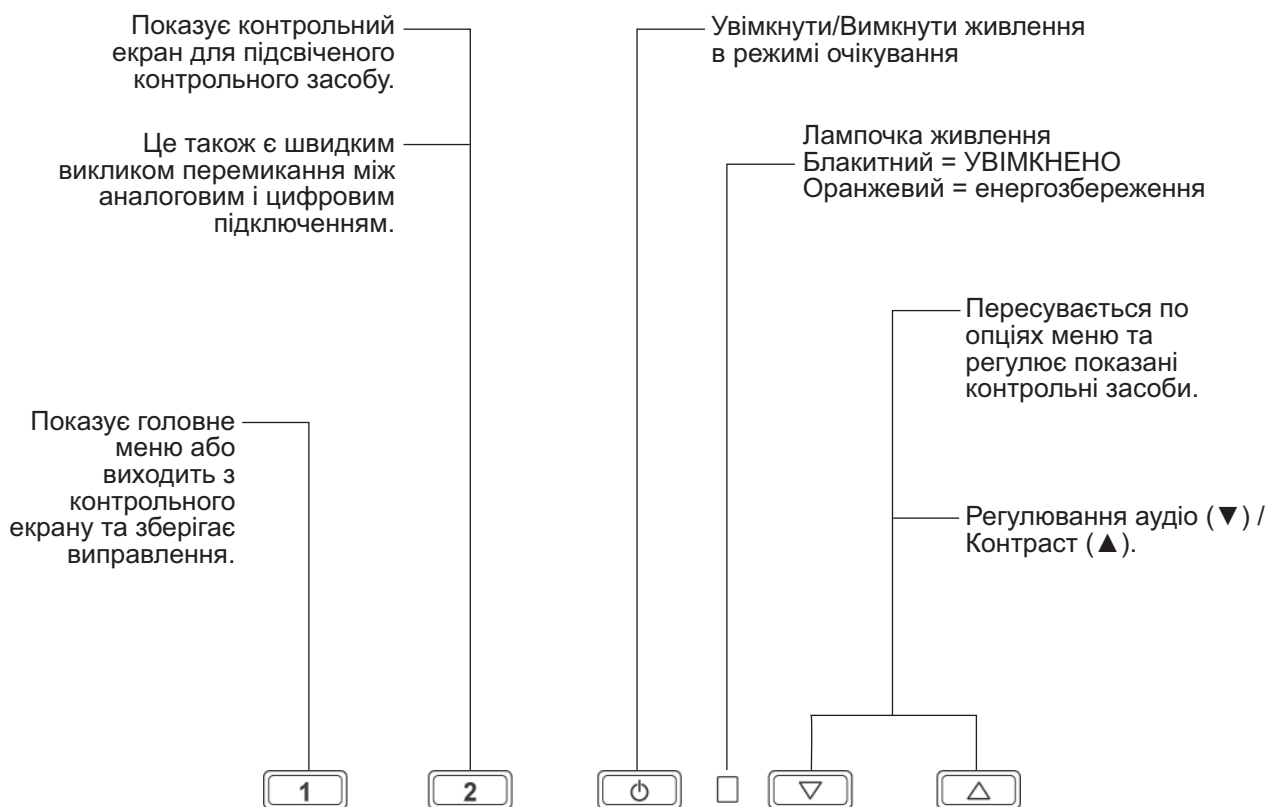 Показує контрольний
екран для підсвіченого
контрольного засобу.
Це також є швидким
викликом перемикання між
аналоговим і цифровим
підключенням.
Увімкнути/Вимкнути живлення
в режимі очікування
Лампочка живлення
Блакитний = УВІМКНЕНО
Оранжевий = енергозбереження
Пересувається по
опціях меню та
регулює показані
контрольні засоби.
Показує головне
меню або
виходить з
контрольного
екрану та зберігає
виправлення.
Регулювання аудіо (▼) /
Контраст (▲).
1
2